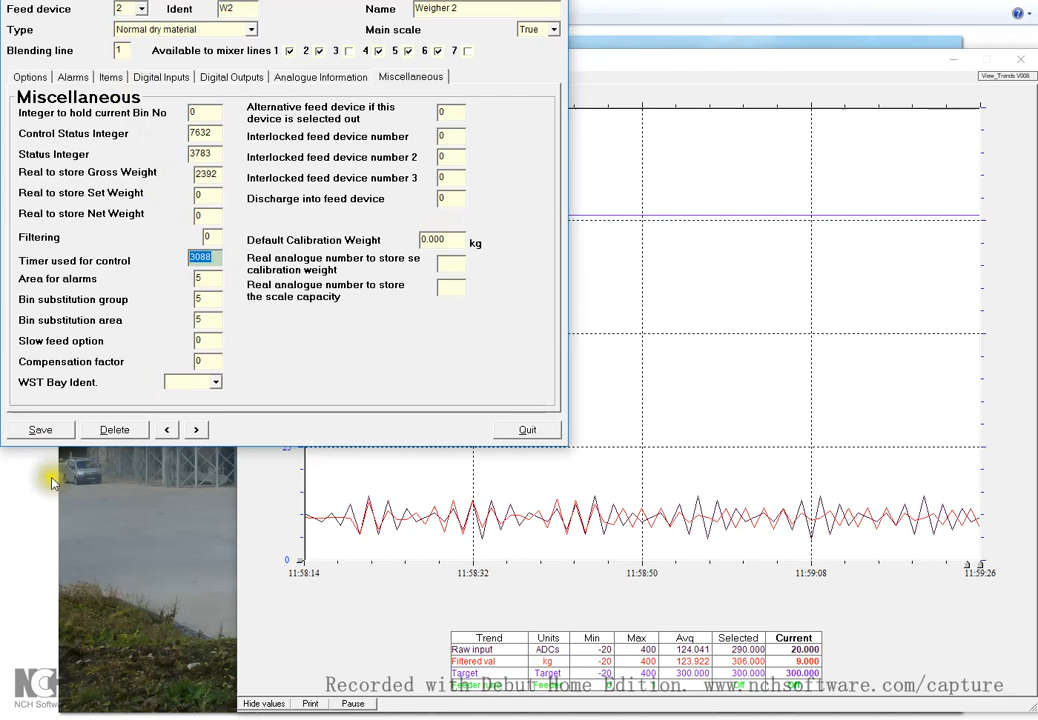 Feed device 2 Ident W2 Name Weigher 2
Type Normal dry material Main scale True
Blending line 1 Available to mixer lines 1 2 3 4 5 6 7
View_Trends V008
Options Alarms Items Digital Inputs Digital Outputs Analogue Information Miscellaneous
Miscellaneous
Integer to hold current Bin No 0
Control Status Integer 7632
Status Integer 3783
Real to store Gross Weight 2392
Real to store Set Weight 0
Real to store Net Weight 0
Filtering 0
Timer used for control 3088
Area for alarms 5
Bin substitution group 5
Bin substitution area 5
Slow feed option 0
Compensation factor 0
WST Bay Ident.
Alternative feed device if this
device is selected out 0
Interlocked feed device number 0
Interlocked feed device number 2 0
Interlocked feed device number 3 0
Discharge into feed device 0
Default Calibration Weight 0.000 kg
Real analogue number to store se
calibration weight
Real analogue number to store
the scale capacity
Save Delete < > Quit
0
11:58:14 11:58:32 11:58:50 11:59:08 11:59:26
Trend Units Min Max Avg Selected Current
Raw input ADCs -20 400 124.041 290.000 20.000
Filtered val kg -20 400 123.922 306.000 9.000
Target Target -20 400 300.000 300.000 300.000
Recorded with Debut Home Edition. www.nchsoftware.com/capture
NCH
NCH Softw
Hide values Print Pause